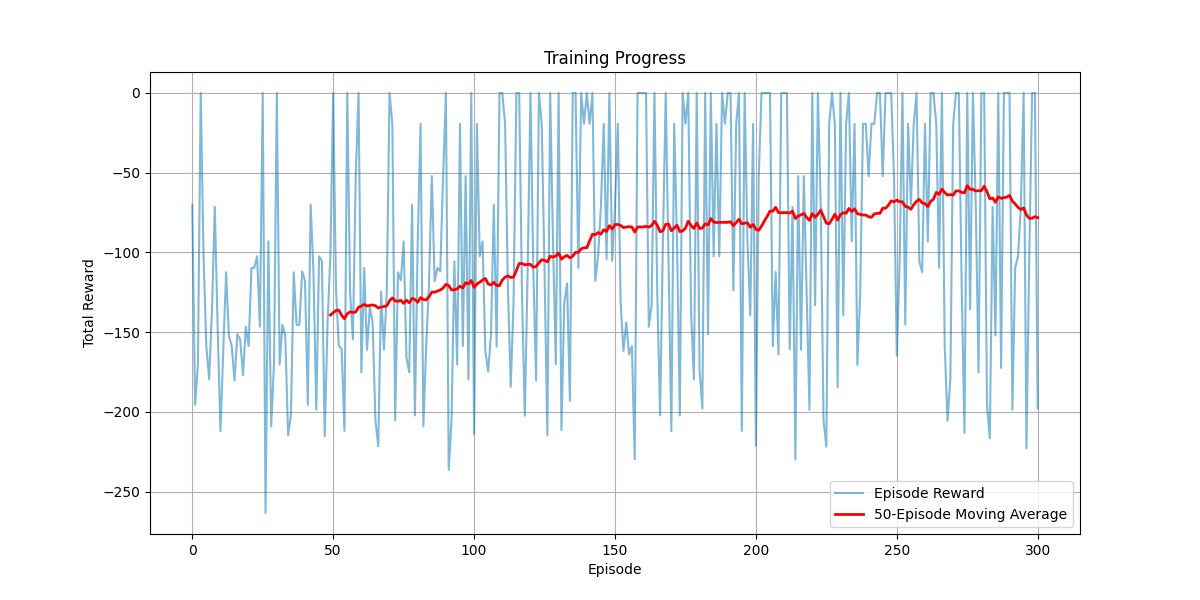 Training Progress
Total Reward
0
−50
−100
−150
−200
−250
0
50
100
150
200
250
300
Episode
Episode Reward
50-Episode Moving Average